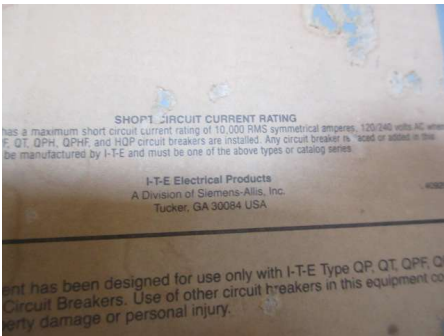 SHORT CIRCUIT CURRENT RATING
has a maximum short circuit current rating of 10,000 RMS symmetrical amperes, 120/240 volts AC when
F, QT, QPH, QPHF, and HQP circuit breakers are installed. Any circuit breaker or added in this
be manufactured by I-T-E and must be one of the above types or catalog series
I-T-E Electrical Products
A Division of Siemens-Allis, Inc.
Tucker, GA 30084 USA
ent has been designed for use only with I-T-E Type QP, QT, QPF,
Circuit Breakers. Use of other circuit breakers in this equipment
erty damage or personal injury.